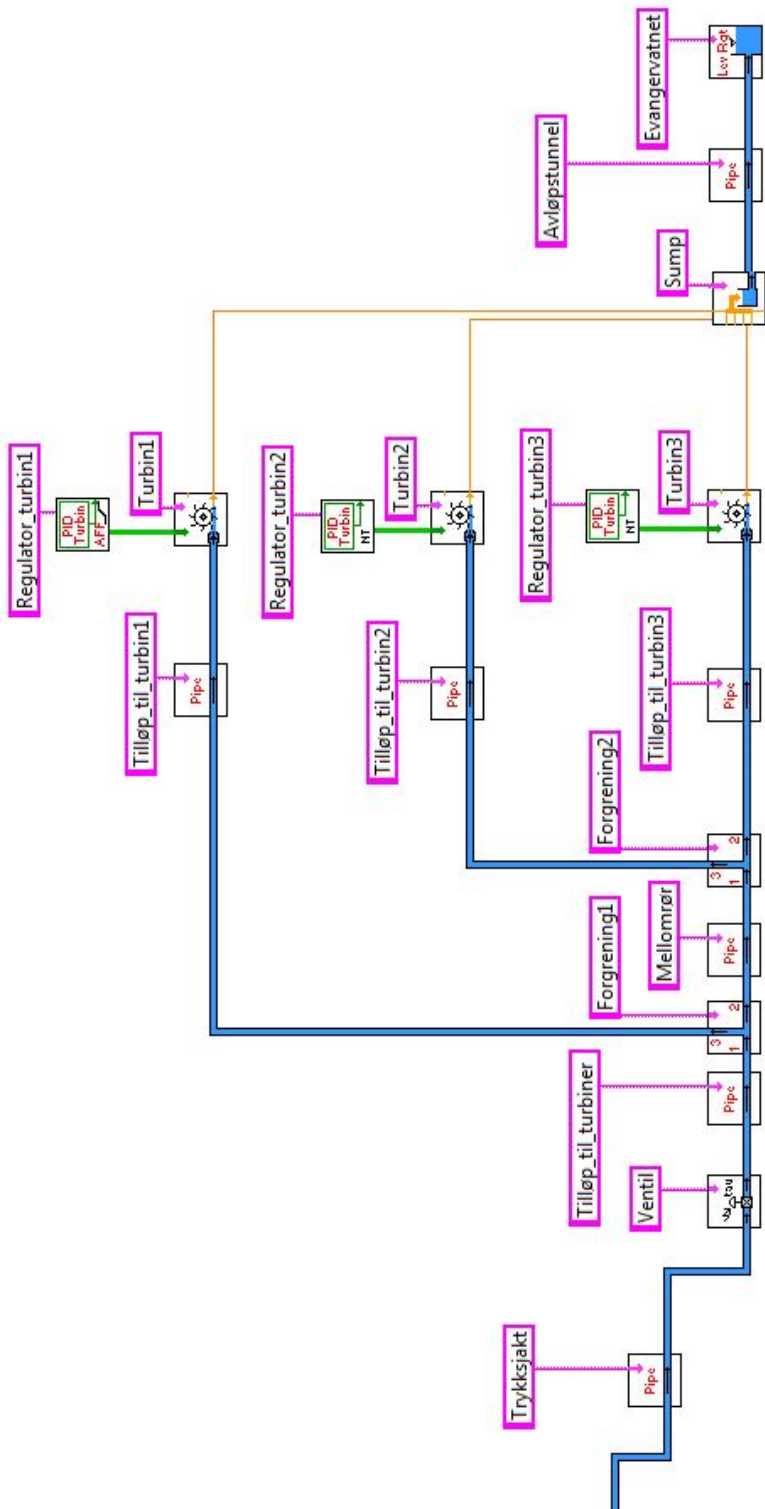 Regulator_turbin1
PID
Turbin
AFF
Turbin1
Tilløp_til_turbin1
Pipe
Regulator_turbin2
PID
Turbin
NT
Turbin2
Tilløp_til_turbin2
Pipe
Regulator_turbin3
PID
Turbin
NT
Turbin3
Tilløp_til_turbin3
Pipe
Trykksjakt
Pipe
Ventil
Tilløp_til_turbiner
Pipe
Forgrening1
3
1
2
Mellomrør
Pipe
Forgrening2
3
1
2
Sump
Avløpstunnel
Pipe
Evangervatnet
Lev Rgt